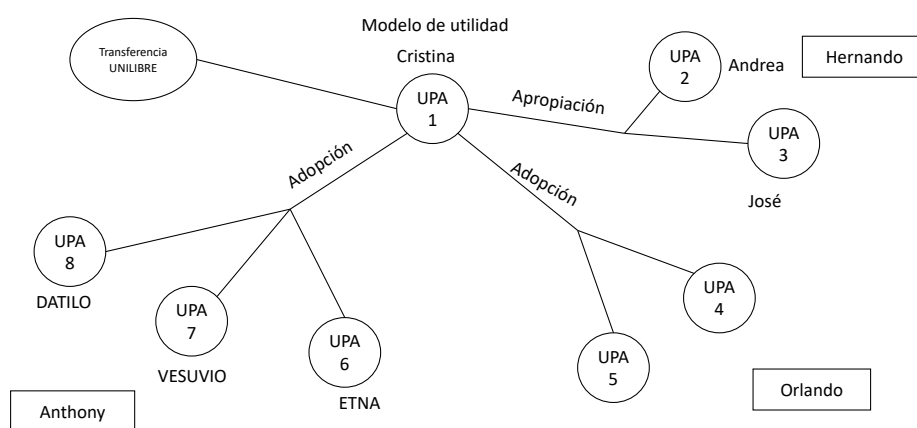 Modelo de utilidad
Cristina
Transferencia
UNILIBRE
UPA
1
Apropiación
UPA
2
Andrea
Hernando
UPA
3
José
Adopción
Adopción
UPA
8
DATILO
UPA
7
VESUVIO
UPA
6
ETNA
UPA
4
UPA
5
Orlando
Anthony